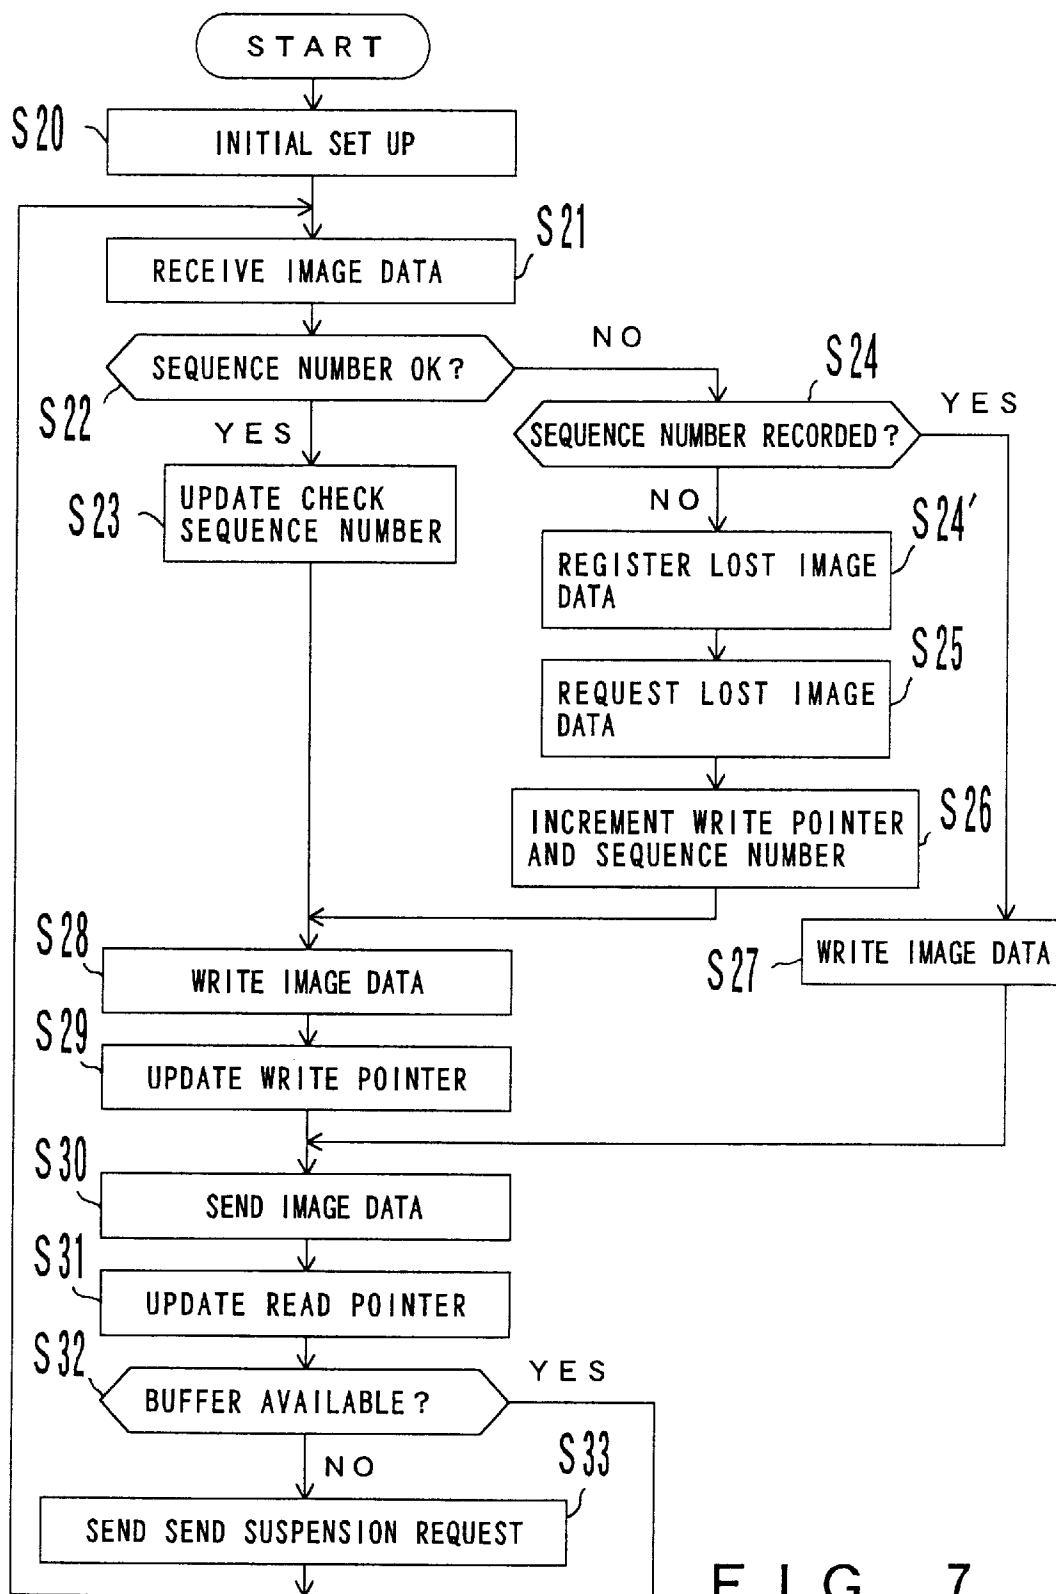 START
S20
INITIAL SET UP
S21
RECEIVE IMAGE DATA
NO
SEQUENCE NUMBER OK?
S22
S24
YES
YES
SEQUENCE NUMBER RECORDED?
NO
S23
UPDATE CHECK
SEQUENCE NUMBER
S24'
REGISTER LOST IMAGE
DATA
S25
REQUEST LOST IMAGE
DATA
S26
INCREMENT WRITE POINTER
AND SEQUENCE NUMBER
S28
WRITE IMAGE DATA
S27
WRITE IMAGE DATA
S29
UPDATE WRITE POINTER
S30
SEND IMAGE DATA
S31
UPDATE READ POINTER
S32
YES
BUFFER AVAILABLE?
NO
S33
SEND SEND SUSPENSION REQUEST
FIG. 7